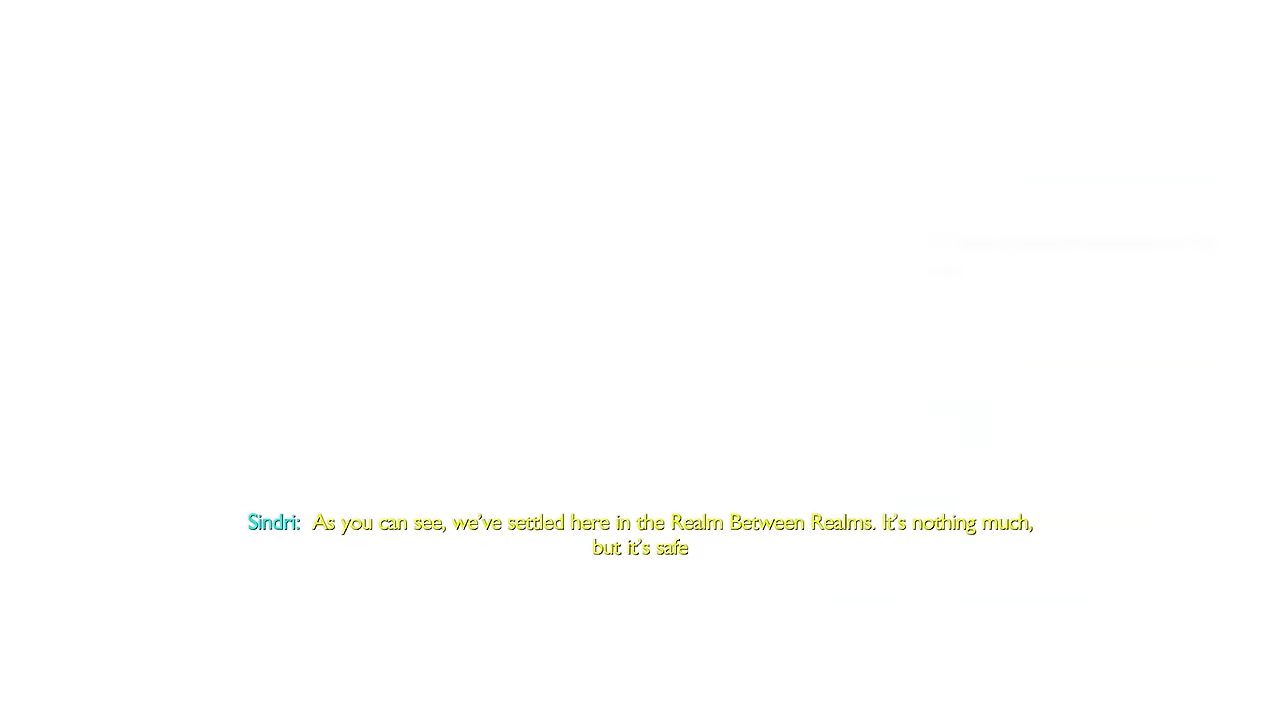 Sindri: As you can see, we’ve settled here in the Realm Between Realms. It’s nothing much,
but it’s safe